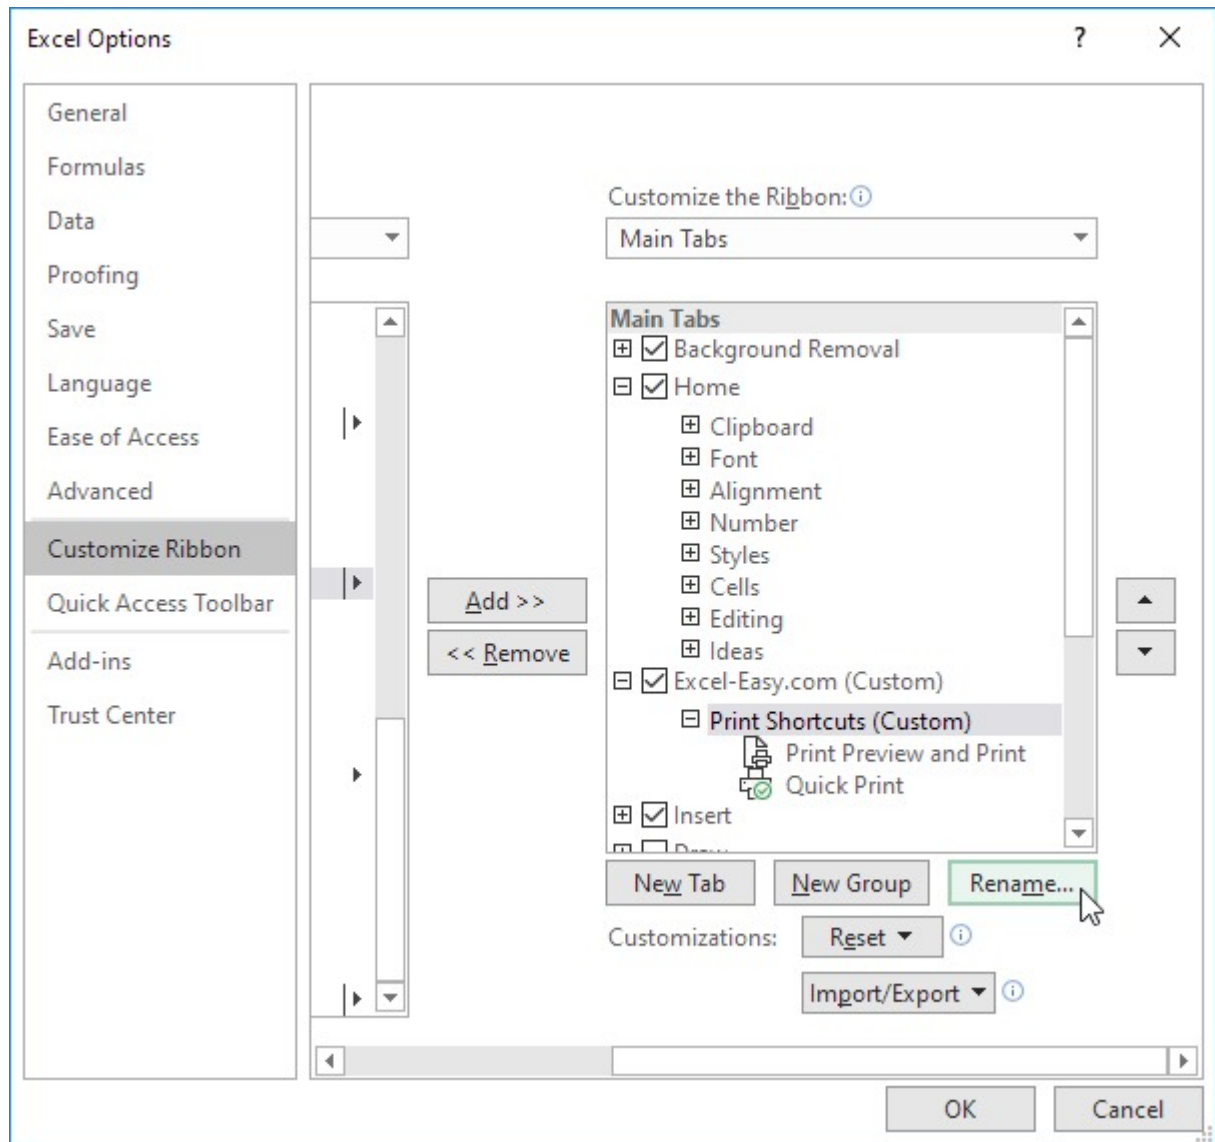 Excel Options
?
General
Formulas
Data
Proofing
Save
Language
Ease of Access
Advanced
Customize Ribbon
Quick Access Toolbar
Add-ins
Trust Center
Add >>
<< Remove
Customize the Ribbon:
Main Tabs
Main Tabs
Background Removal
Home
Clipboard
Font
Alignment
Number
Styles
Cells
Editing
Ideas
Excel-Easy.com (Custom)
Print Shortcuts (Custom)
Print Preview and Print
Quick Print
Insert
New Tab New Group Rename...
Customizations: Reset
Import/Export
OK Cancel